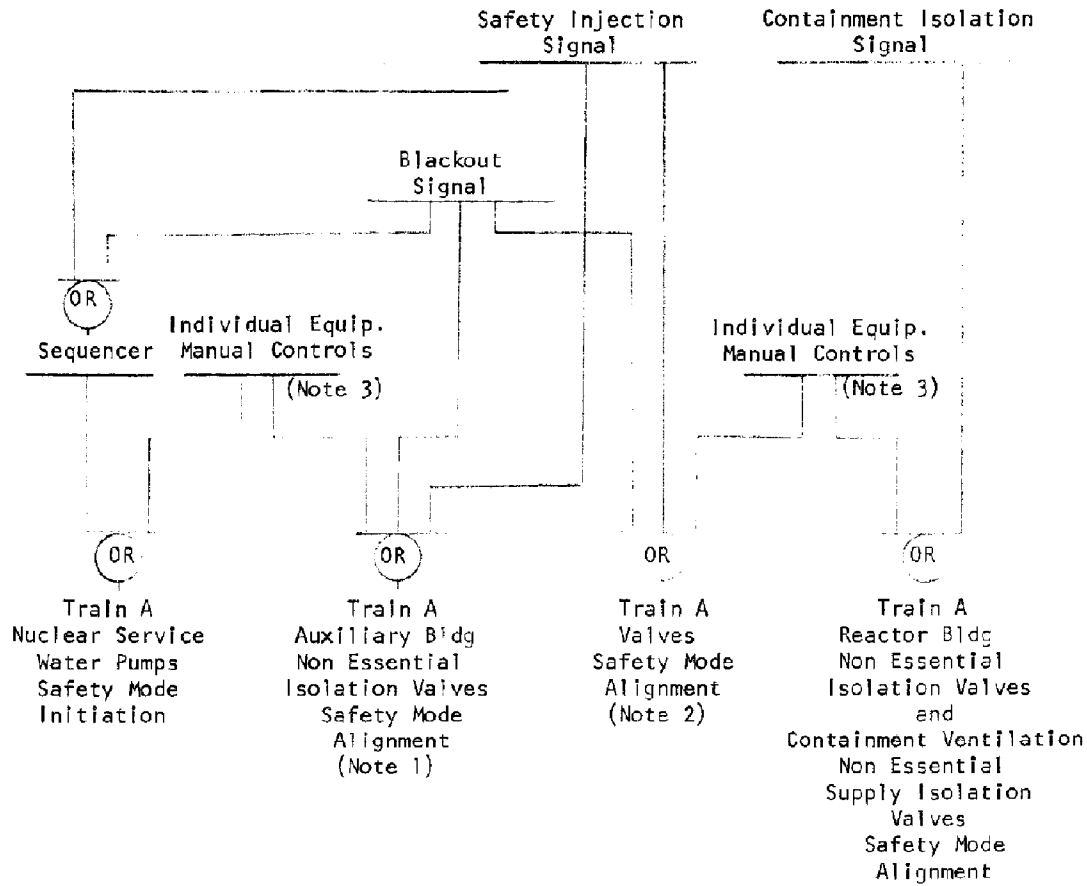 Safety Injection
Signal
Containment Isolation
Signal
Blackout
Signal
OR
Sequencer
Individual Equip.
Manual Controls
(Note 3)
Individual Equip.
Manual Controls
(Note 3)
OR
OR
OR
OR
Train A
Nuclear Service
Water Pumps
Safety Mode
Initiation
Train A
Auxiliary Bldg
Non Essential
Isolation Valves
Safety Mode
Alignment
(Note 1)
Train A
Valves
Safety Mode
Alignment
(Note 2)
Train A
Reactor Bldg
Non Essential
Isolation Valves
and
Containment Ventilation
Non Essential
Supply Isolation
Valves
Safety Mode
Alignment